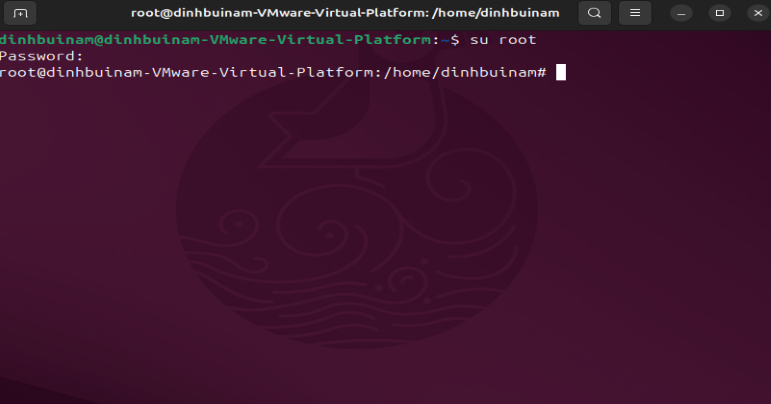 root@dinhbuinam-VMware-Virtual-Platform: /home/dinhbuinam
dinhbuinam@dinhbuinam-VMware-Virtual-Platform:~$ su root
Password:
root@dinhbuinam-VMware-Virtual-Platform:/home/dinhbuinam#